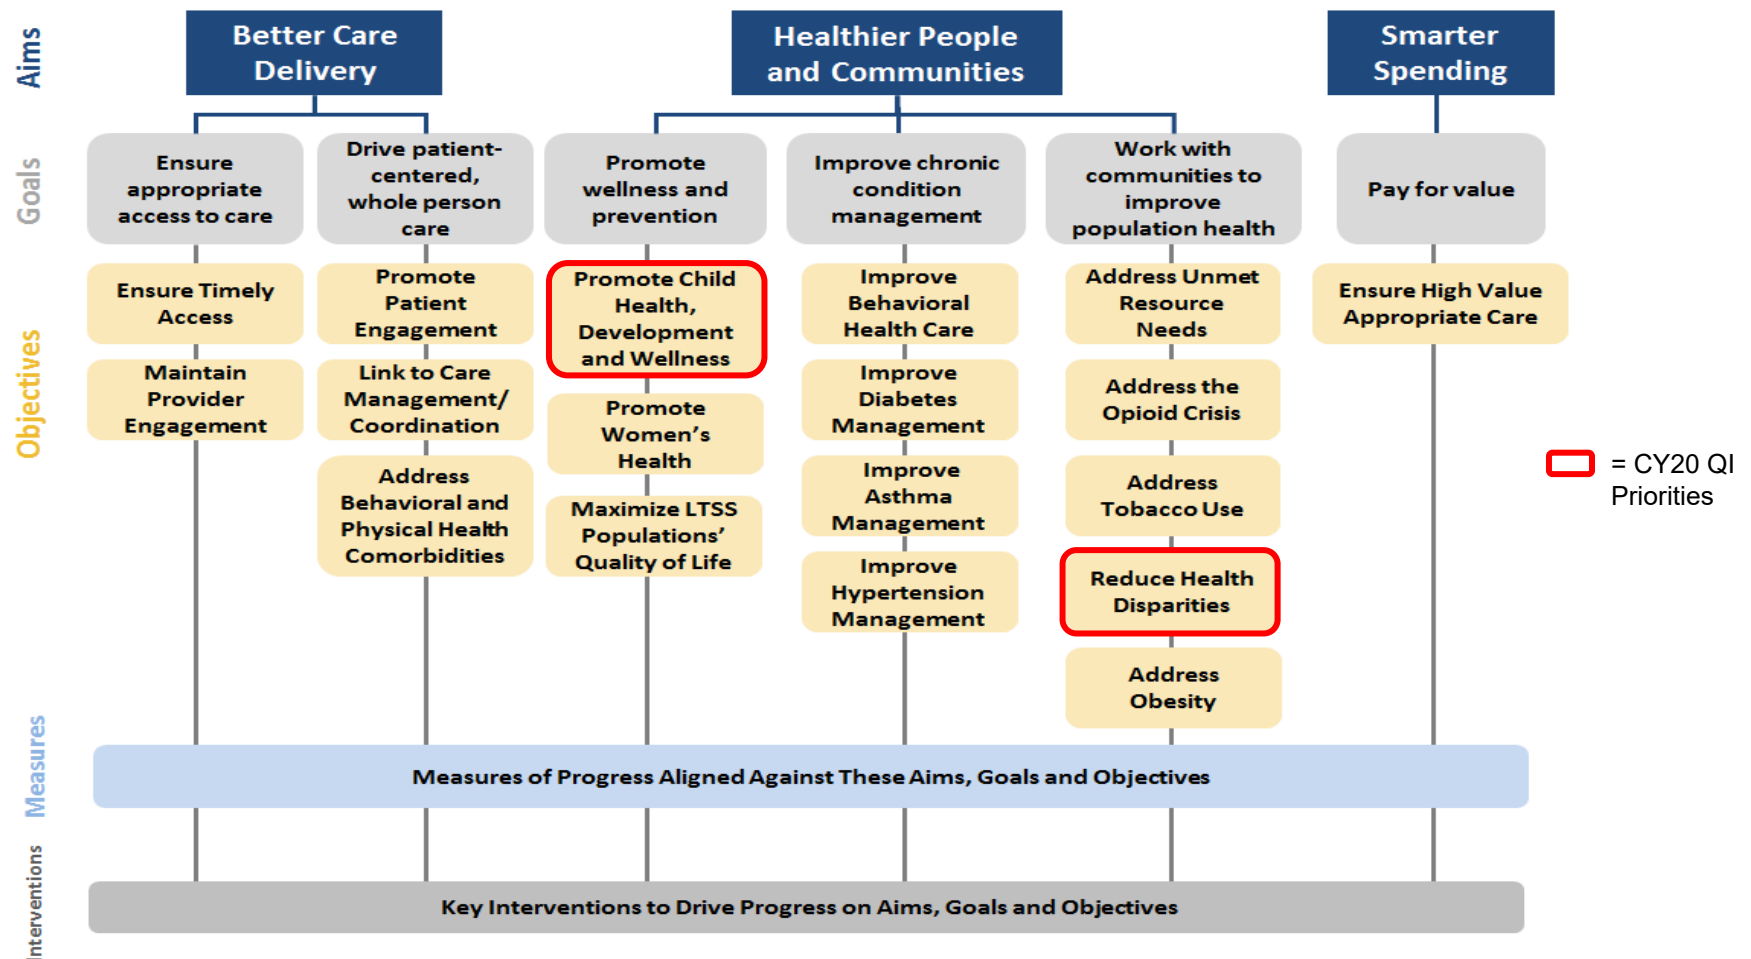 Aims
Better Care
Delivery
Healthier People
and Communities
Smarter
Spending
Goals
Ensure
appropriate
access to care
Drive patient-
centered,
whole person
care
Promote
wellness and
prevention
Improve chronic
condition
management
Work with
communities to
improve
population health
Pay for value
Objectives
Ensure Timely
Access
Maintain
Provider
Engagement
Promote
Patient
Engagement
Link to Care
Management/
Coordination
Address
Behavioral and
Physical Health
Comorbidities
Promote Child
Health,
Development
and Wellness
Promote
Women’s
Health
Maximize LTSS
Populations’
Quality of Life
Improve
Behavioral
Health Care
Improve
Diabetes
Management
Improve
Asthma
Management
Improve
Hypertension
Management
Address Unmet
Resource
Needs
Address the
Opioid Crisis
Address
Tobacco Use
Reduce Health
Disparities
Address
Obesity
Ensure High Value
Appropriate Care
= CY20 QI
Priorities
Measures
Measures of Progress Aligned Against These Aims, Goals and Objectives
Interventions
Key Interventions to Drive Progress on Aims, Goals and Objectives